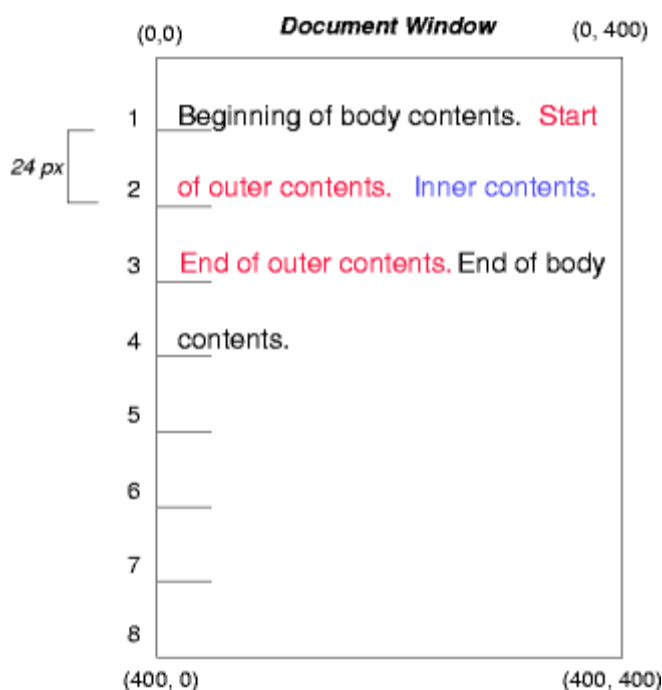 Document Window
(0,0) (0, 400)
1 Beginning of body contents. Start
24 px
2 of outer contents. Inner contents.
3 End of outer contents. End of body
4 contents.
5
6
7
8
(400, 0) (400, 400)